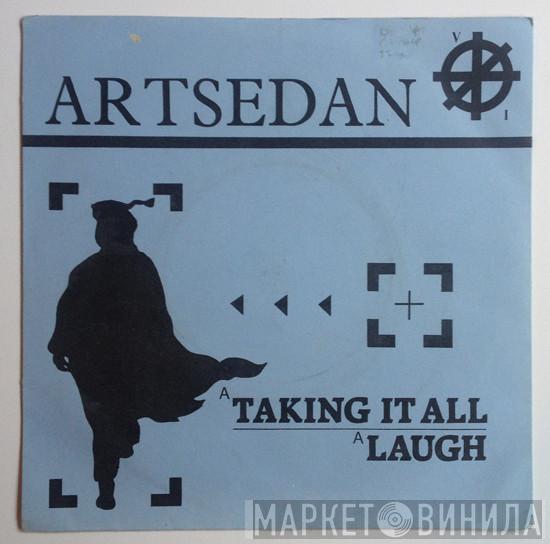 V
ARTSEDAN
I
A TAKING IT ALL
A LAUGH
МАРКЕТ ВИНИЛА